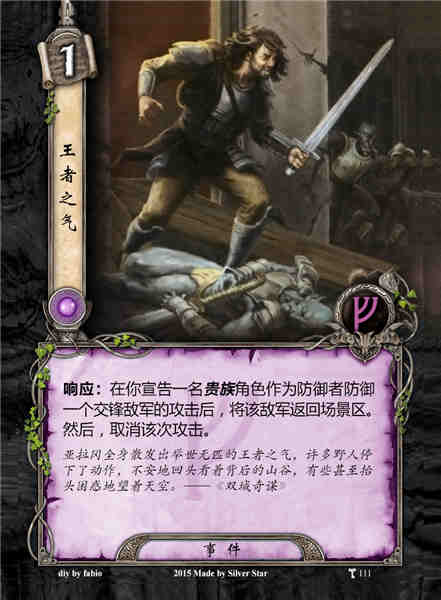 1
王者之气
响应：在你宣告一名贵族角色作为防御者防御
一个交锋敌军的攻击后，将该敌军返回场景区。
然后，取消该次攻击。
亚拉冈全身散发出举世无匹的王者之气，许多野人停
下了动作，不安地回头看着背后的山谷，有些甚至抬
头困惑地望着天空。——《双城奇谋》
事件
diy by fabio
2015 Made by Silver Star
111